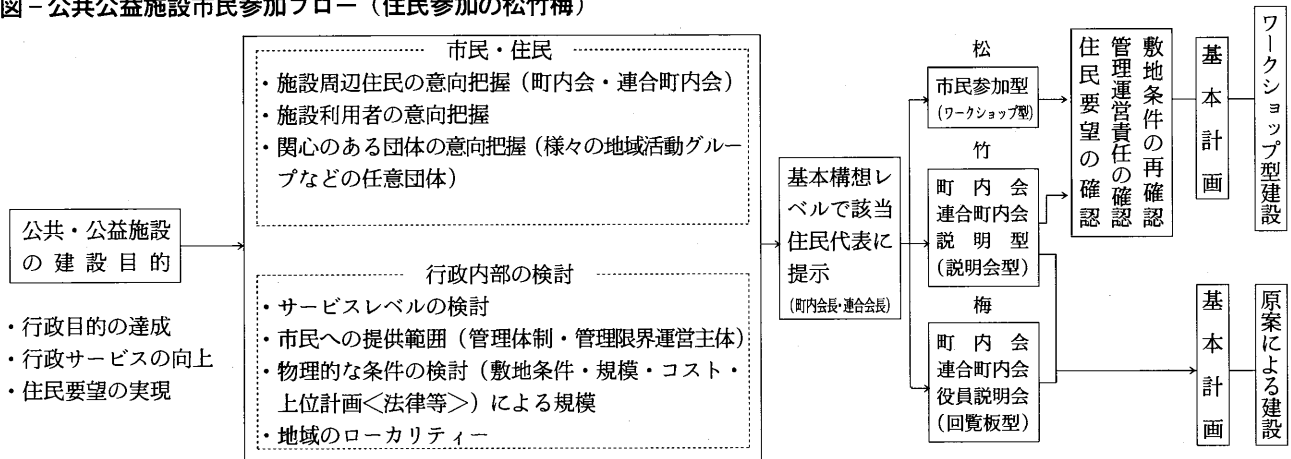 図－公共公益施設市民参加フロー（住民参加の松竹梅）
公共・公益施設
の建設目的
・行政目的の達成
・行政サービスの向上
・住民要望の実現
市民・住民
・施設周辺住民の意向把握（町内会・連合町内会）
・施設利用者の意向把握
・関心のある団体の意向把握（様々の地域活動グルー
プなどの任意団体）
行政内部の検討
・サービスレベルの検討
・市民への提供範囲（管理体制・管理限界運営主体）
・物理的な条件の検討（敷地条件・規模・コスト・
上位計画<法律等>）による規模
・地域のローカリティー
基本構想レ
ベルで該当
住民代表に
提示
（町内会長・連合会長）
松
市民参加型
（ワークショップ型）
竹
町内会
連合町内会
説明型
（説明会型）
梅
町内会
連合町内会
役員説明会
（回覧板型）
敷地条件の再確認
管理運営責任の確認
住民要望の確認
基本計画
ワークショップ型建設
基本計画
原案による建設